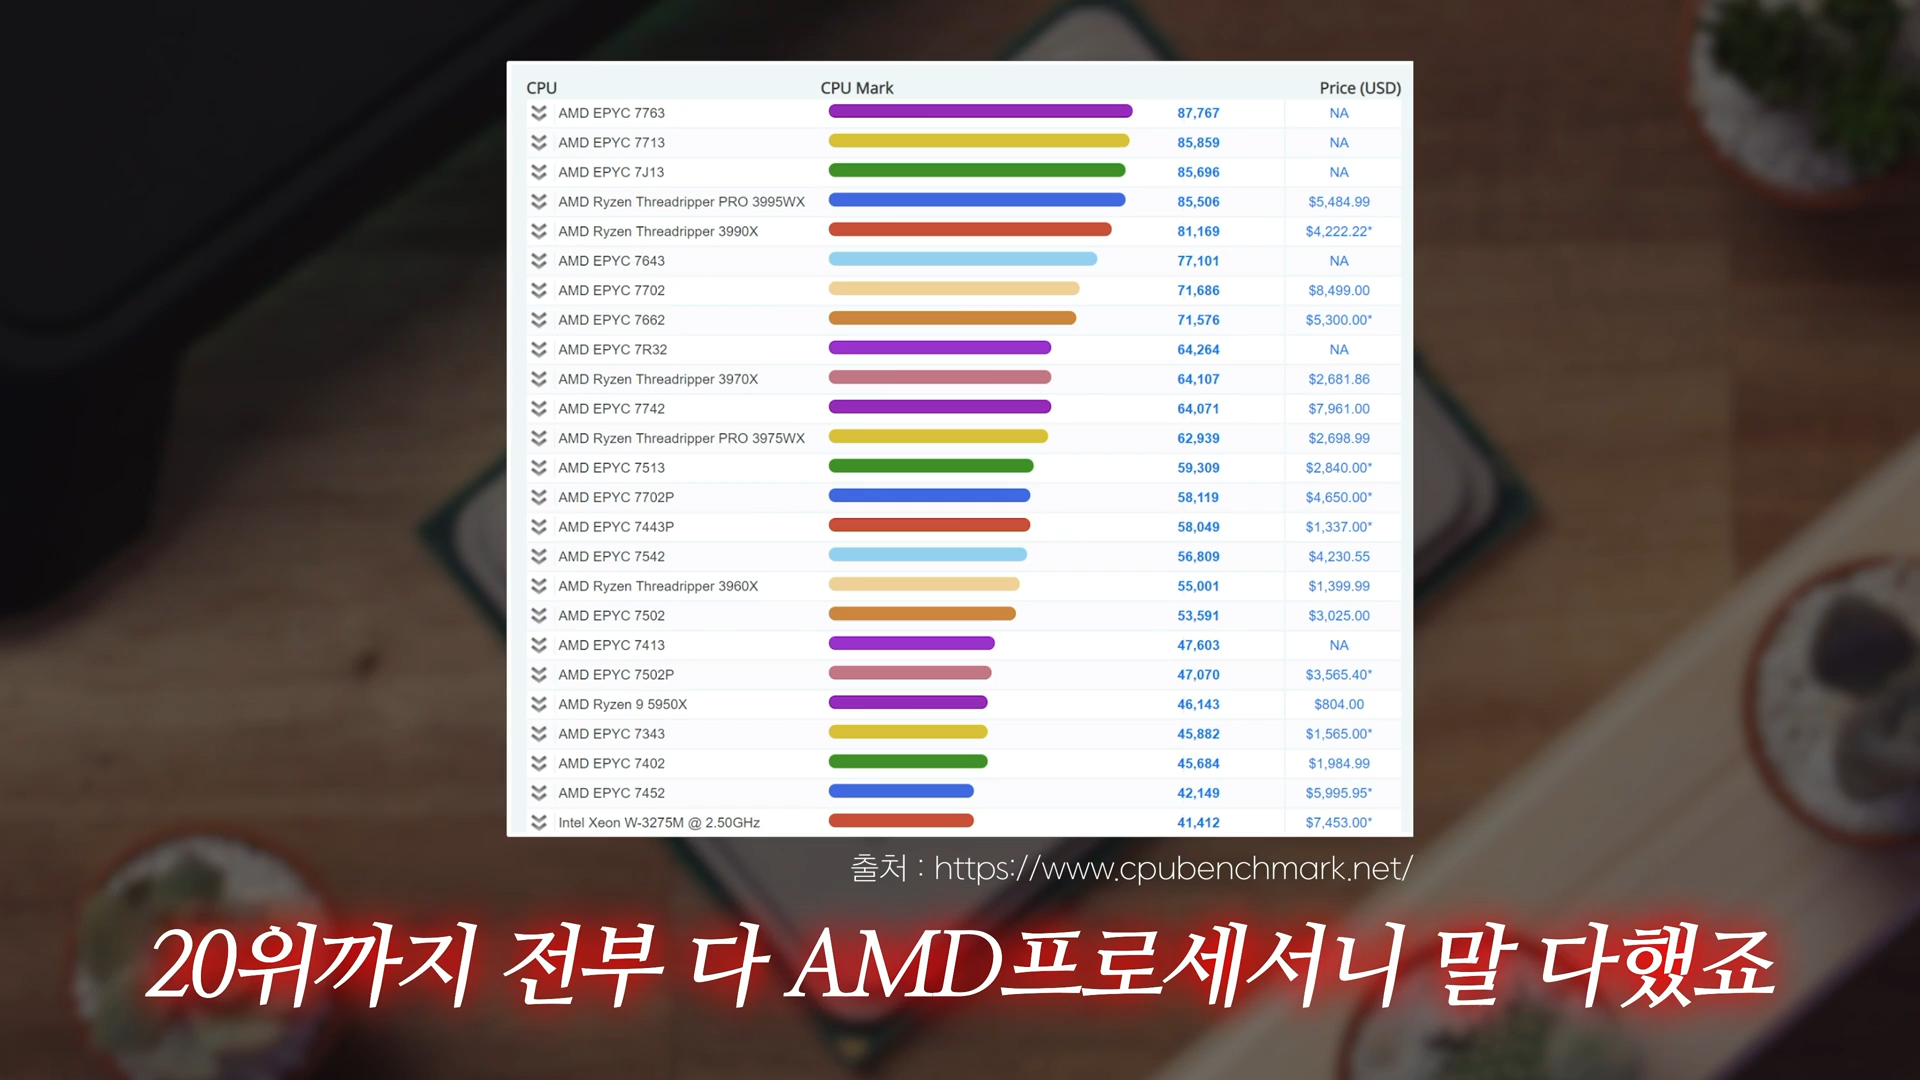 CPU CPU Mark Price (USD)
AMD EPYC 7763 87,767 NA
AMD EPYC 7713 85,859 NA
AMD EPYC 7J13 85,696 NA
AMD Ryzen Threadripper PRO 3995WX 85,506 $5,484.99
AMD Ryzen Threadripper 3990X 81,169 $4,222.22*
AMD EPYC 7643 77,101 NA
AMD EPYC 7702 71,686 $8,499.00
AMD EPYC 7662 71,576 $5,300.00*
AMD EPYC 7R32 64,264 NA
AMD Ryzen Threadripper 3970X 64,107 $2,681.86
AMD EPYC 7742 64,071 $7,961.00
AMD Ryzen Threadripper PRO 3975WX 62,939 $2,698.99
AMD EPYC 7513 59,309 $2,840.00*
AMD EPYC 7702P 58,119 $4,650.00*
AMD EPYC 7443P 58,049 $1,337.00*
AMD EPYC 7542 56,809 $4,230.55
AMD Ryzen Threadripper 3960X 55,001 $1,399.99
AMD EPYC 7502 53,591 $3,025.00
AMD EPYC 7413 47,603 NA
AMD EPYC 7502P 47,070 $3,565.40*
AMD Ryzen 9 5950X 46,143 $804.00
AMD EPYC 7343 45,882 $1,565.00*
AMD EPYC 7402 45,684 $1,984.99
AMD EPYC 7452 42,149 $5,995.95*
Intel Xeon W-3275M @ 2.50GHz 41,412 $7,453.00*
출처 : https://www.cpubenchmark.net/
20위까지 전부 다 AMD프로세서니 말 다했죠